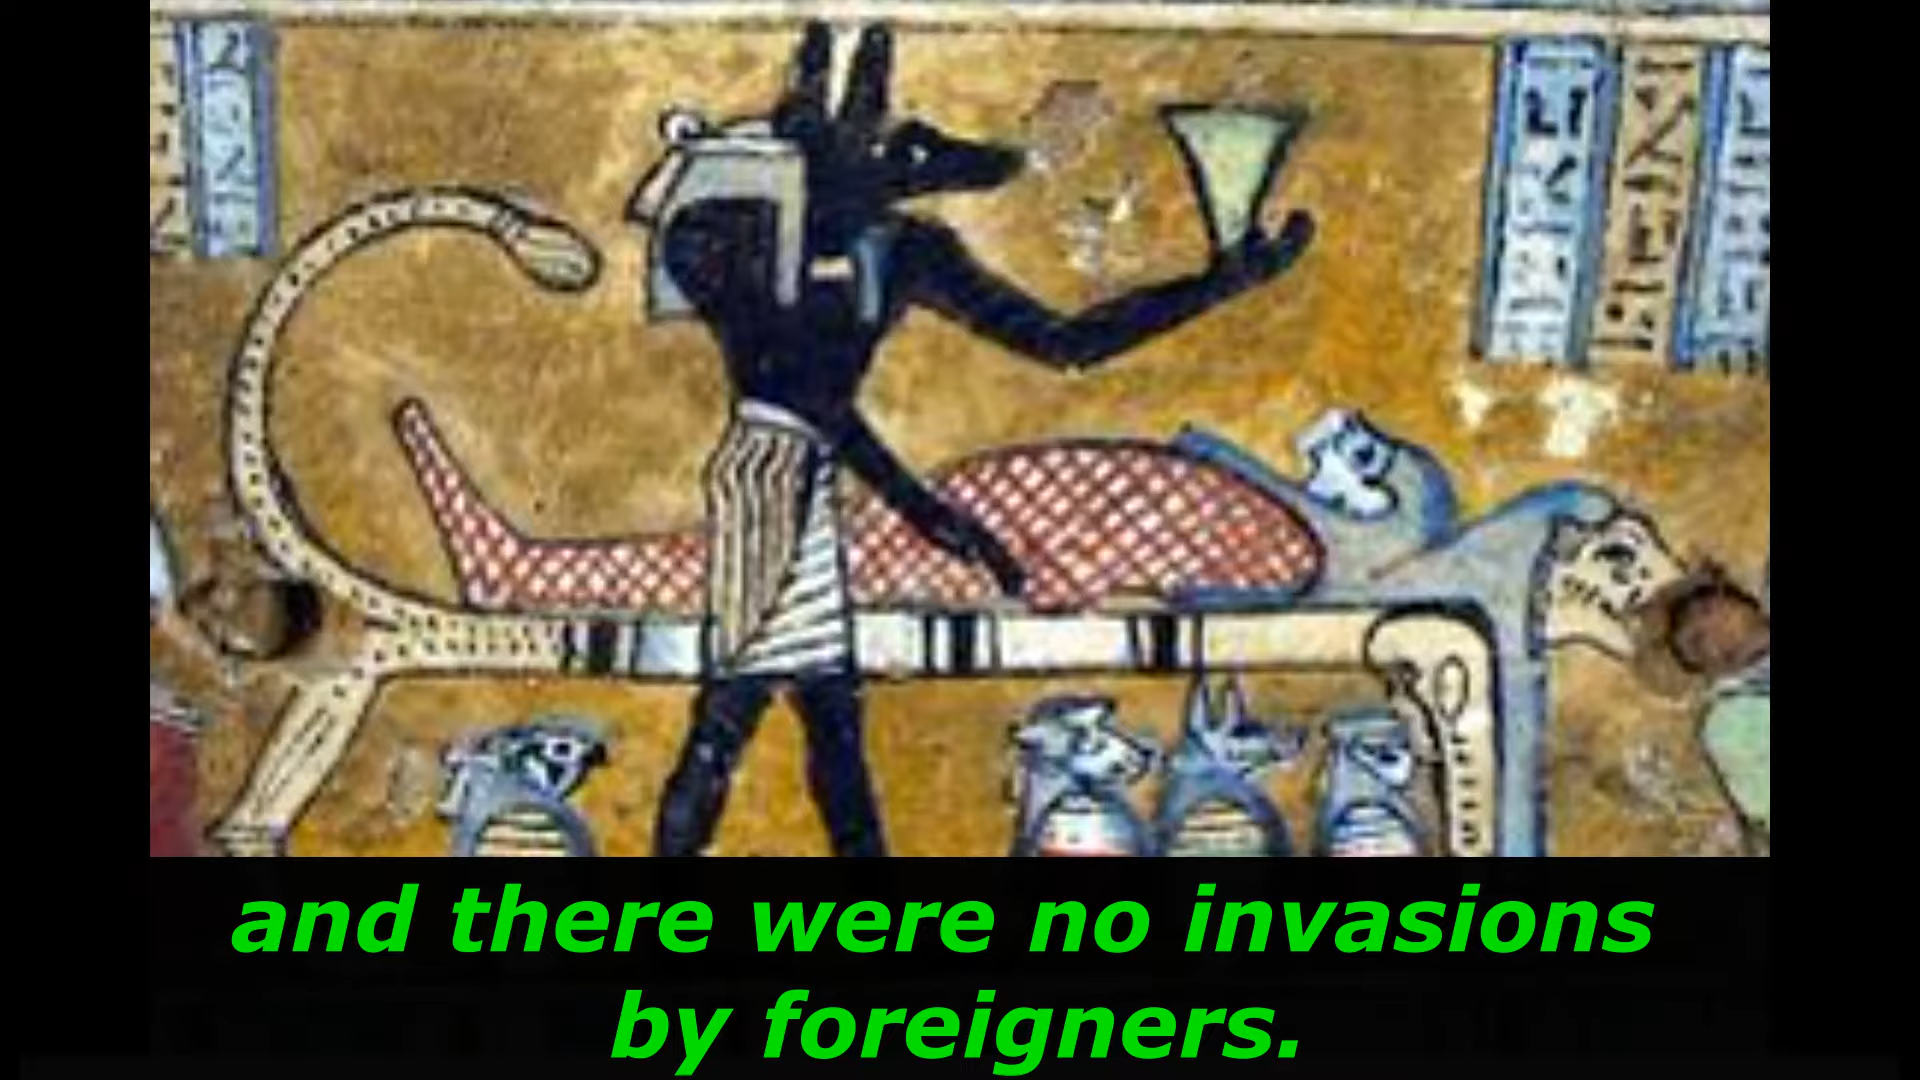 and there were no invasions
by foreigners.